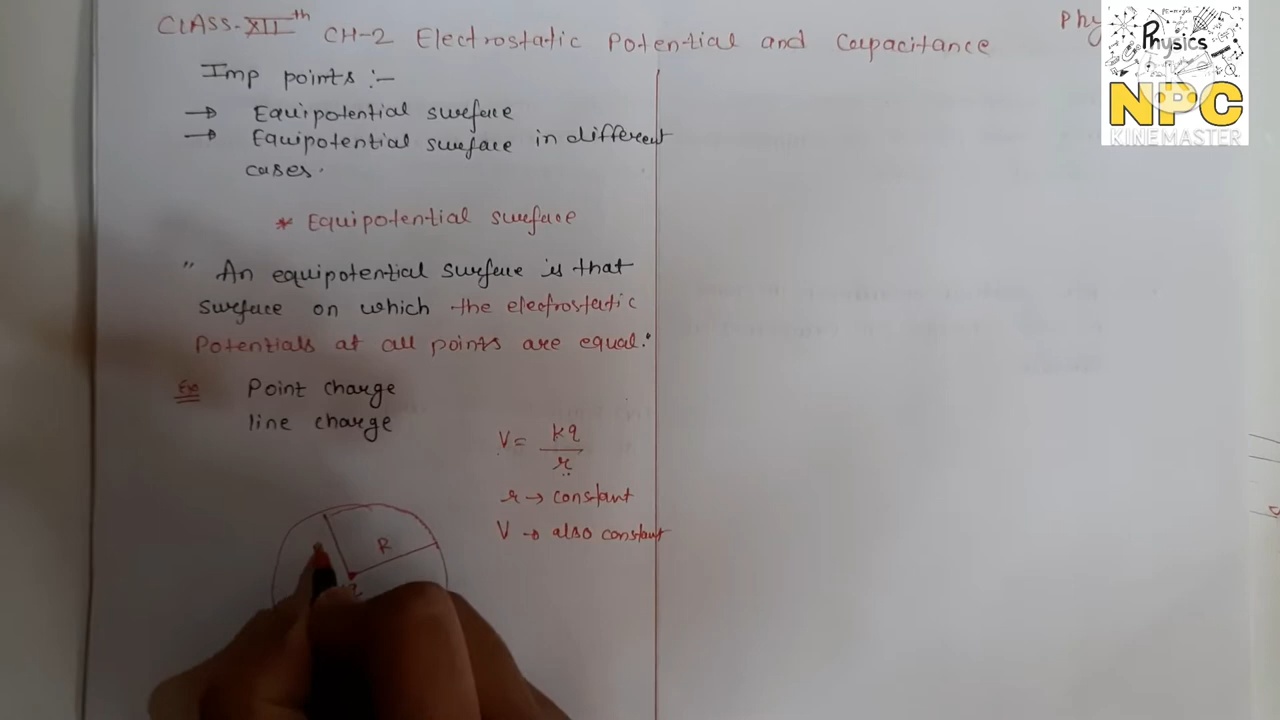 CLASS-XIIth CH-2 Electrostatic Potential and Capacitance
Phy
Physics
NPC
KINEMASTER
Imp points :-
→ Equipotential surface
→ Equipotential surface in different
cases.
* Equipotential surface
" An equipotential surface is that
surface on which the electrostatic
Potentials at all points are equal."
Ex Point charge
line charge
V = kq
r
r → constant
V → also constant
R